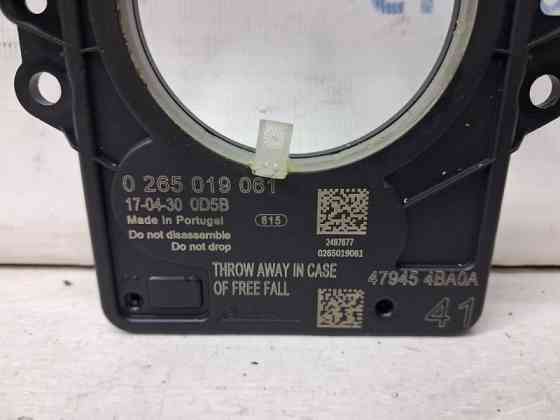 0 265 019 061
17-04-30 0D5B
Made in Portugal
815
Do not disassemble
Do not drop
2497877
0265019061
THROW AWAY IN CASE
OF FREE FALL
47945 4BA0A
41